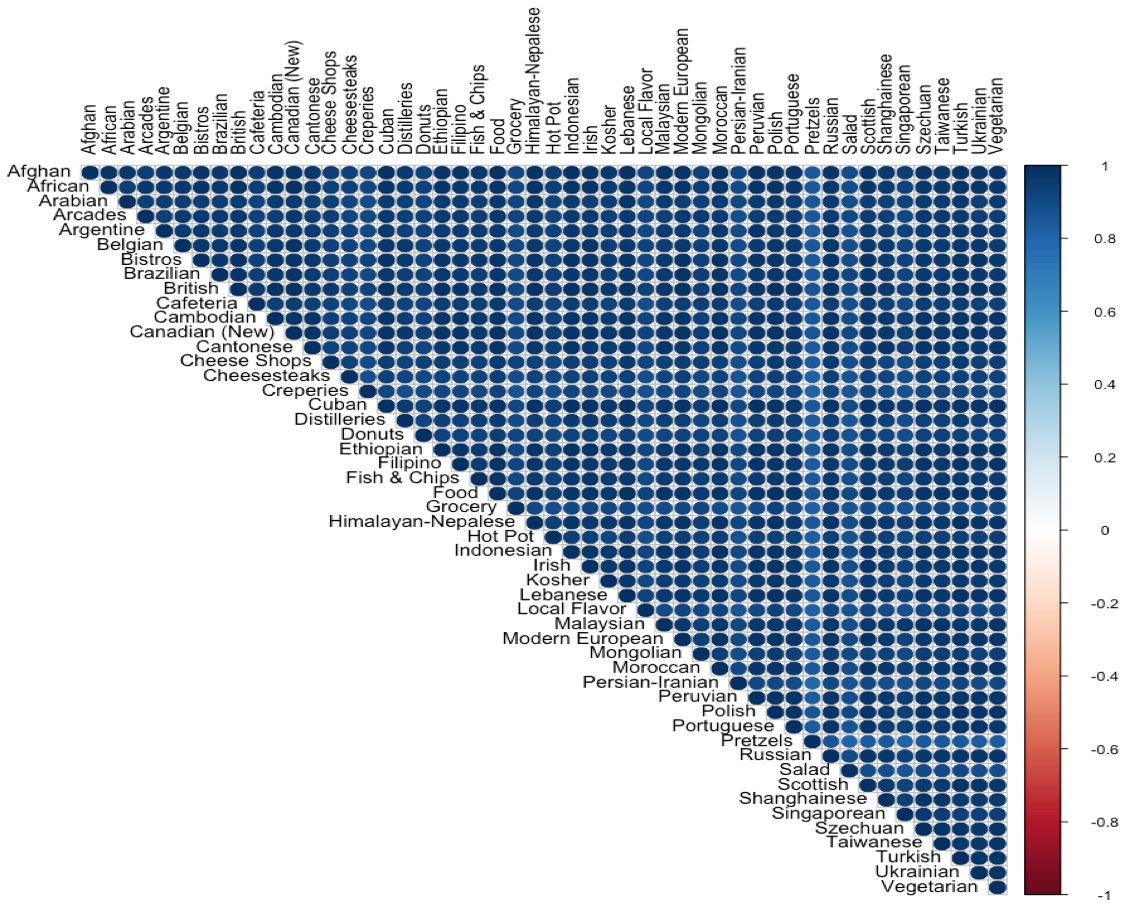 Afghan
African
Arabian
Arcades
Argentine
Belgian
Bistros
Brazilian
British
Cafeteria
Cambodian
Canadian (New)
Cantonese
Cheese Shops
Cheesesteaks
Creperies
Cuban
Distilleries
Donuts
Ethiopian
Filipino
Fish & Chips
Food
Grocery
Himalayan-Nepalese
Hot Pot
Indonesian
Irish
Kosher
Lebanese
Local Flavor
Malaysian
Modern European
Mongolian
Moroccan
Persian-Iranian
Peruvian
Polish
Portuguese
Pretzels
Russian
Salad
Scottish
Shanghainese
Singaporean
Szechuan
Taiwanese
Turkish
Ukrainian
Vegetarian
Afghan
African
Arabian
Arcades
Argentine
Belgian
Bistros
Brazilian
British
Cafeteria
Cambodian
Canadian (New)
Cantonese
Cheese Shops
Cheesesteaks
Creperies
Cuban
Distilleries
Donuts
Ethiopian
Filipino
Fish & Chips
Food
Grocery
Himalayan-Nepalese
Hot Pot
Indonesian
Irish
Kosher
Lebanese
Local Flavor
Malaysian
Modern European
Mongolian
Moroccan
Persian-Iranian
Peruvian
Polish
Portuguese
Pretzels
Russian
Salad
Scottish
Shanghainese
Singaporean
Szechuan
Taiwanese
Turkish
Ukrainian
Vegetarian
1
0.8
0.6
0.4
0.2
0
-0.2
-0.4
-0.6
-0.8
-1